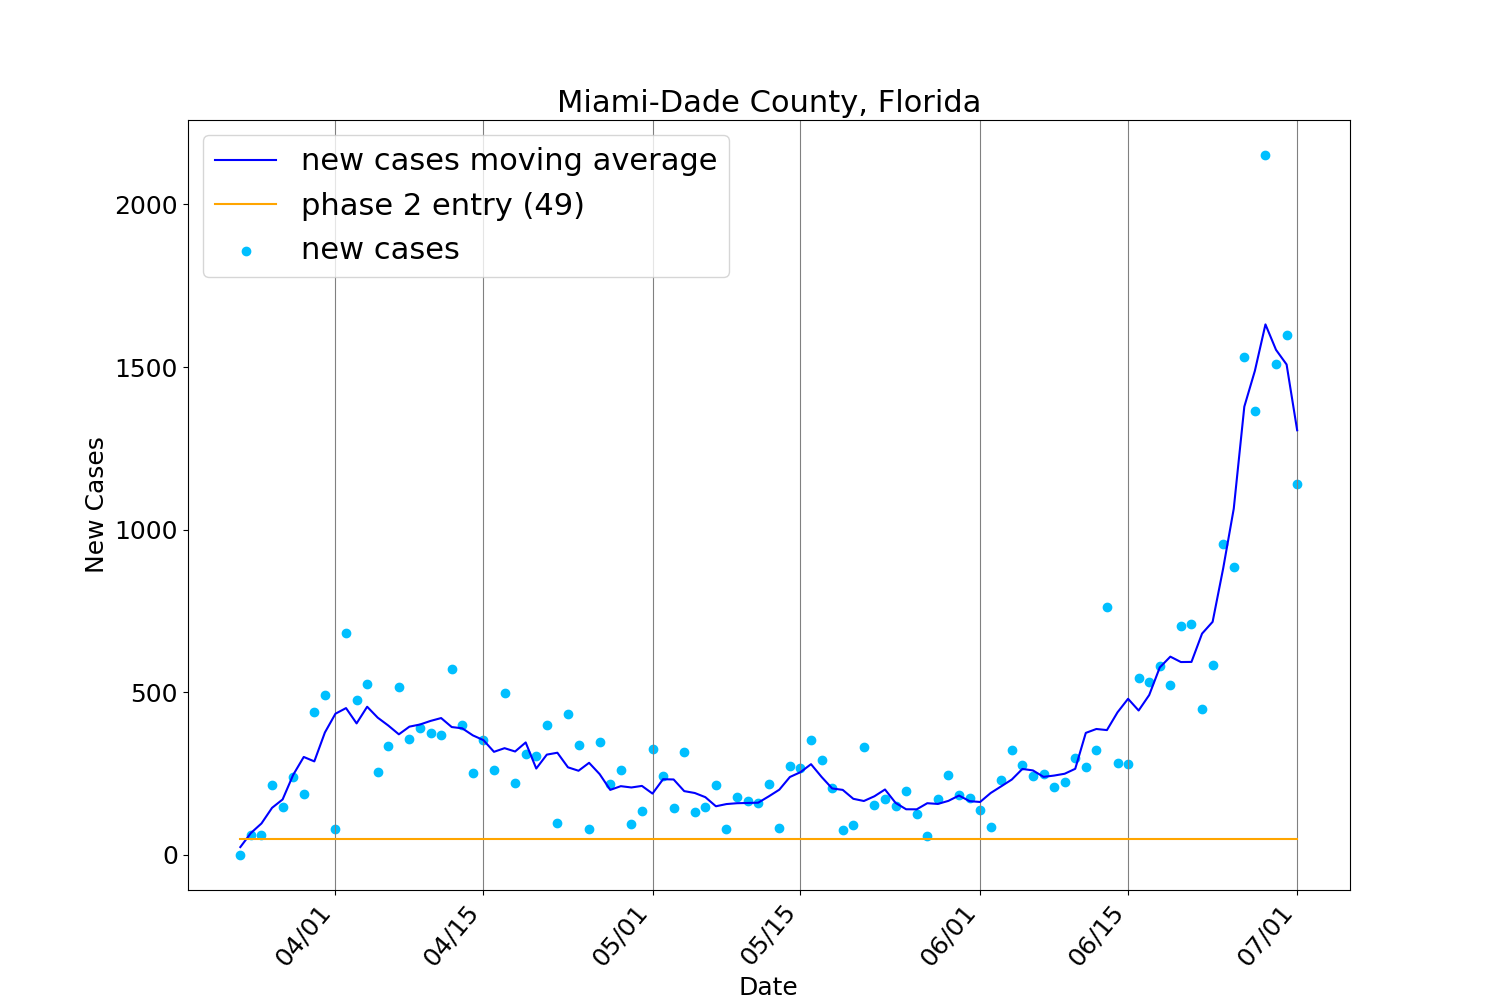 Miami-Dade County, Florida
new cases moving average
phase 2 entry (49)
new cases
2000
1500
1000
500
0
New Cases
04/01
04/15
05/01
05/15
06/01
06/15
07/01
Date